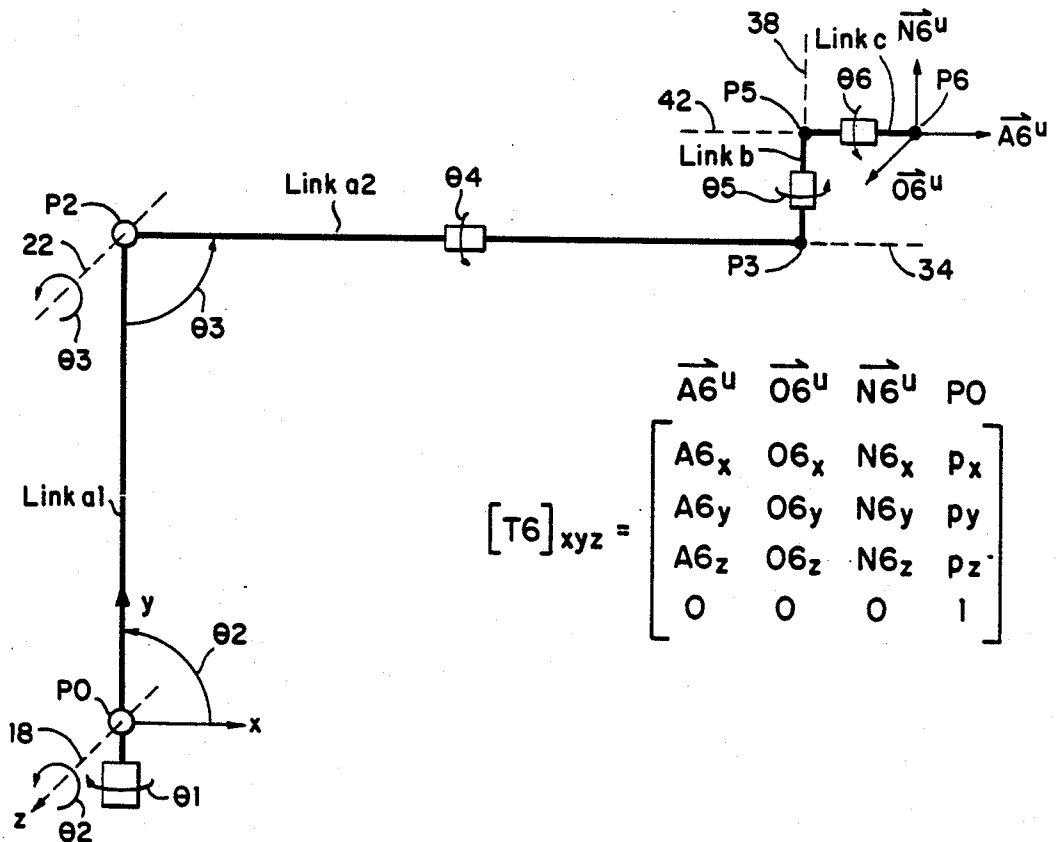 38
Link c
N6ᵘ
θ6
P6
P5
42
A6ᵘ
Link b
O6ᵘ
Link a2
θ4
θ5
P2
22
P3
34
θ3
θ3
A6ᵘ O6ᵘ N6ᵘ PO
[T6]xyz = [
A6x O6x N6x px
A6y O6y N6y py
A6z O6z N6z pz
0 0 0 1
]
Link a1
y
θ2
PO
x
18
θ1
z
θ2